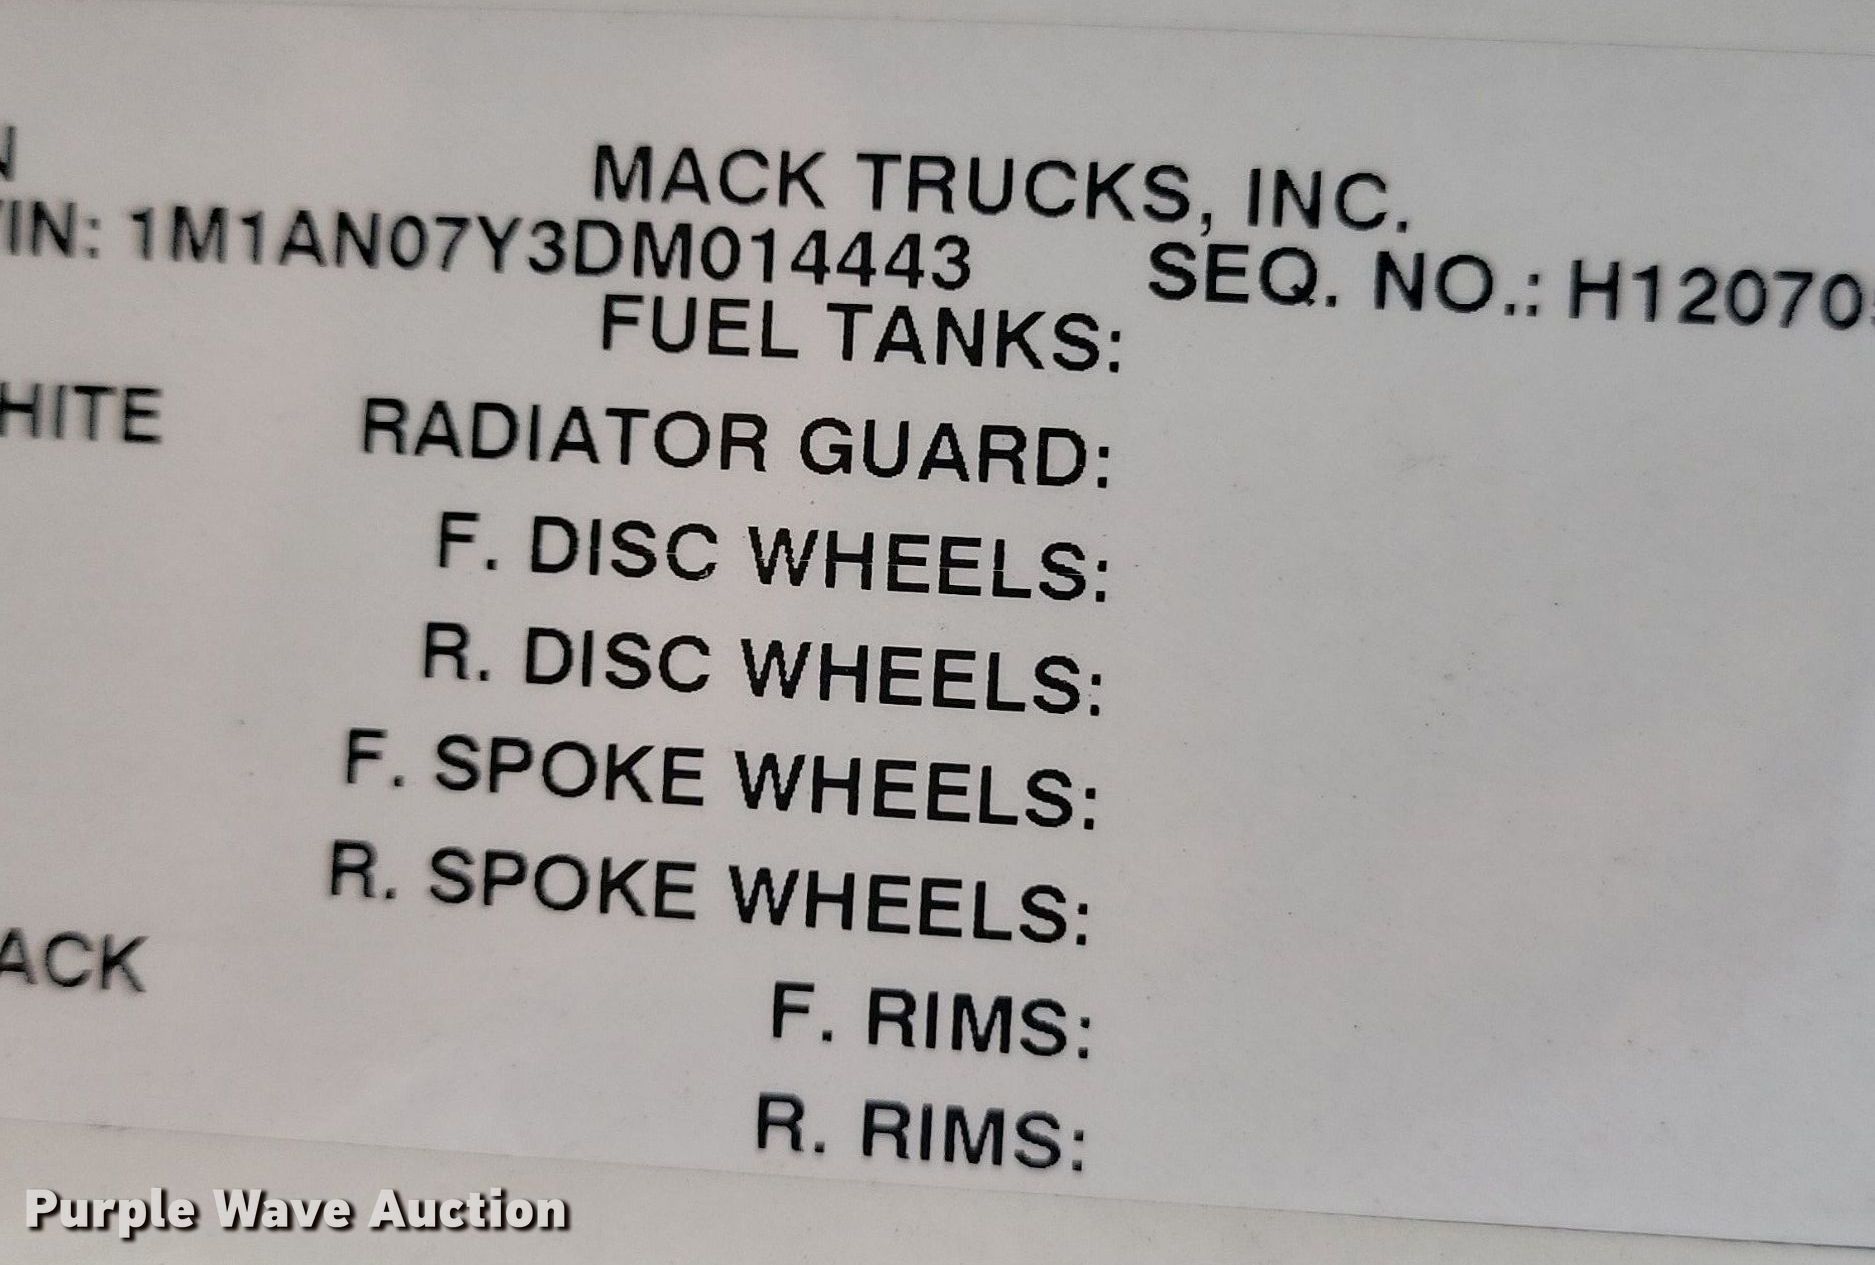 MACK TRUCKS, INC.
VIN: 1M1AN07Y3DM014443 SEQ. NO.: H12070
FUEL TANKS:
HITE RADIATOR GUARD:
F. DISC WHEELS:
R. DISC WHEELS:
F. SPOKE WHEELS:
R. SPOKE WHEELS:
ACK
F. RIMS:
R. RIMS:
Purple Wave Auction